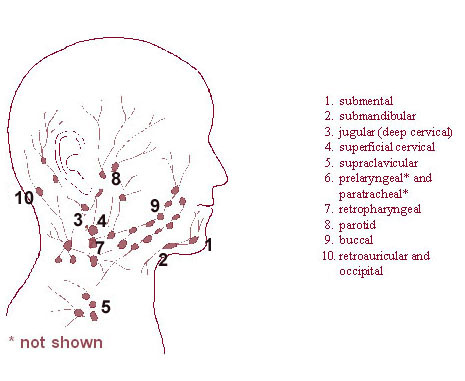 1. submental
2. submandibular
3. jugular (deep cervical)
4. superficial cervical
5. supraclavicular
6. prelaryngeal* and
paratracheal*
7. retropharyngeal
8. parotid
9. buccal
10. retroauricular and
occipital
8
10
9
3
4
1
7
2
5
* not shown